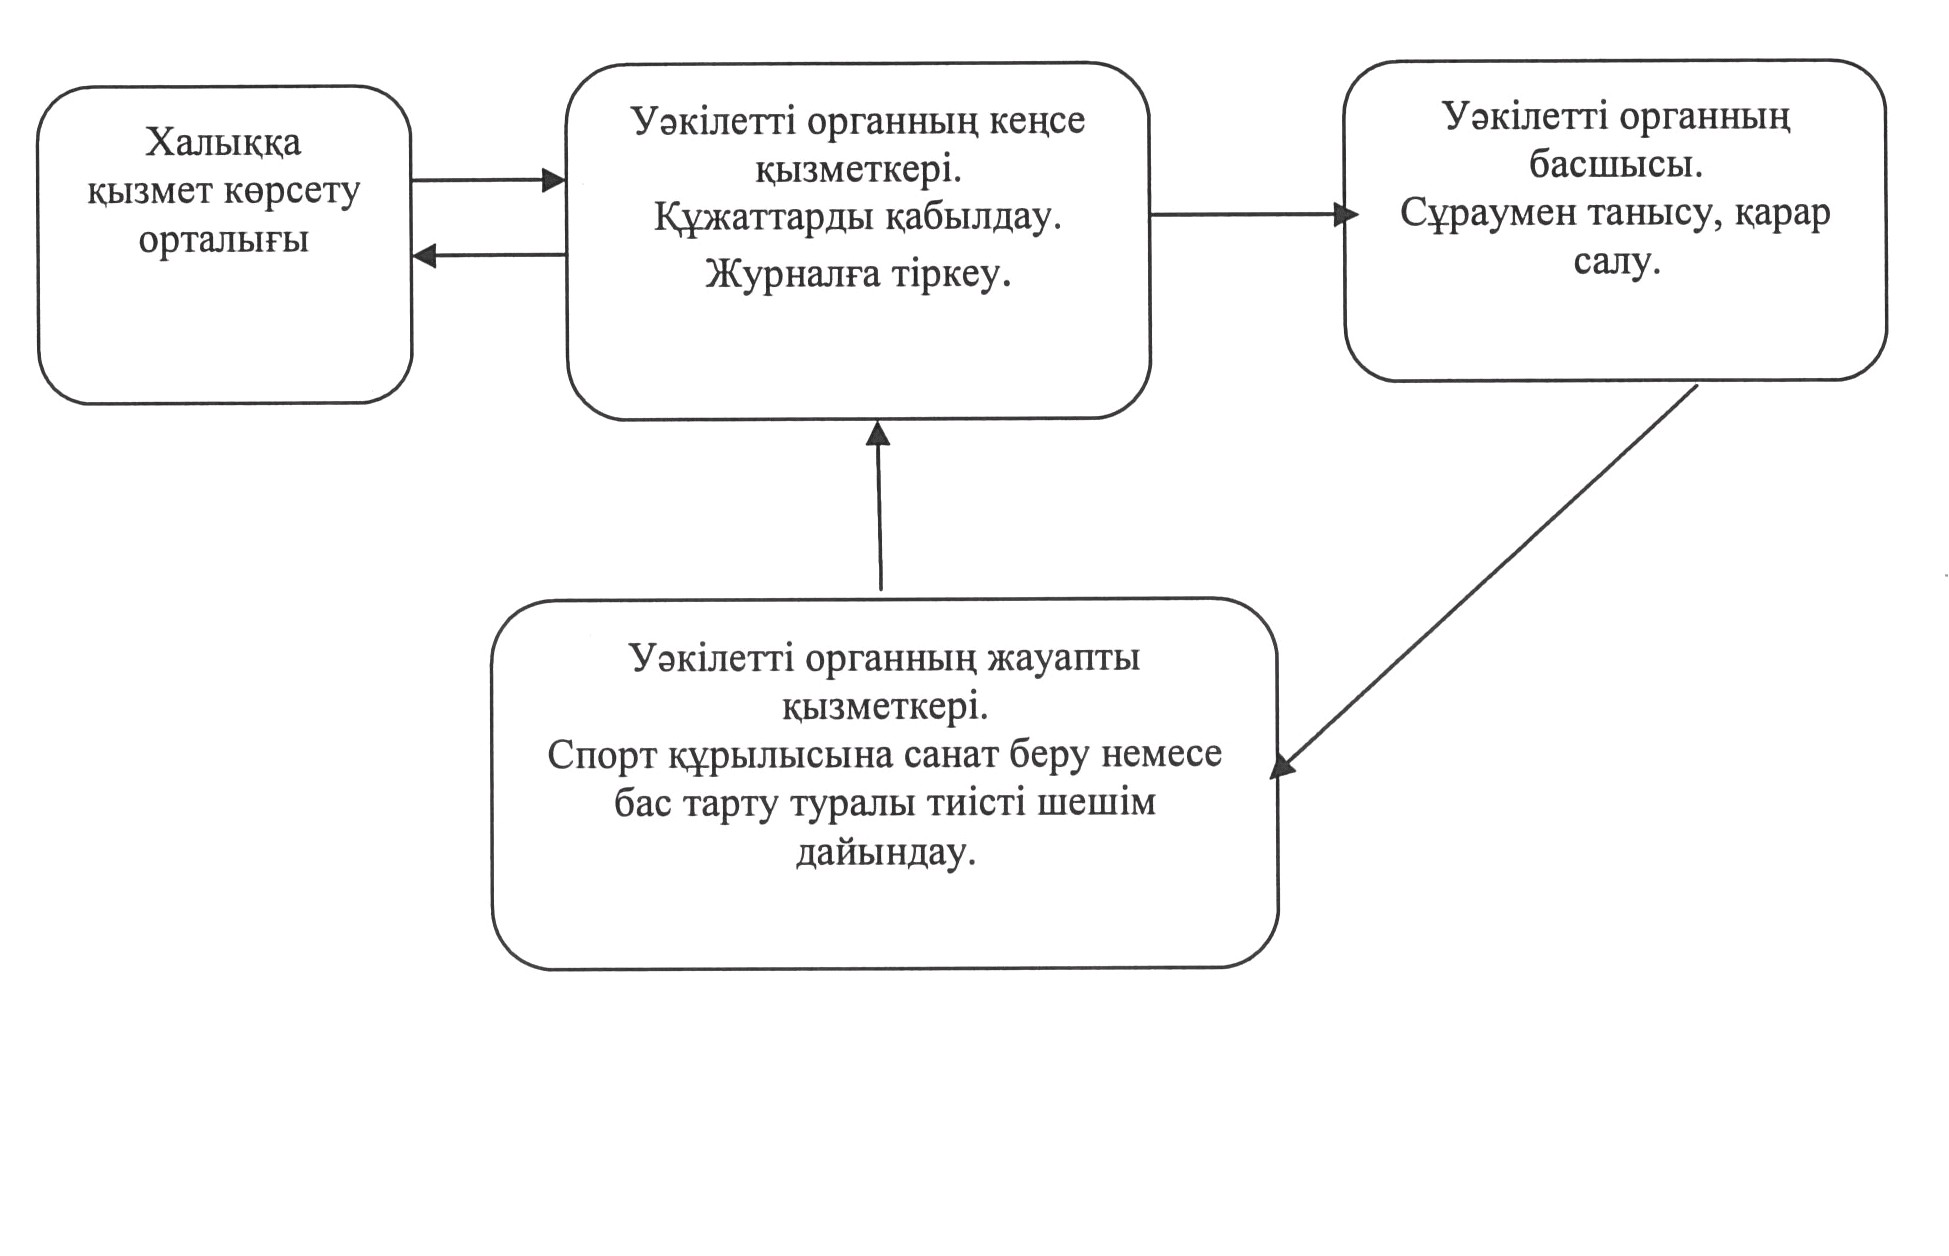 Халыққа
қызмет көрсету
орталығы
Уәкілетті органның кеңсе
қызметкері.
Құжаттарды қабылдау.
Журналға тіркеу.
Уәкілетті органның
басшысы.
Сұраумен танысу, қарар
салу.
Уәкілетті органның жауапты
қызметкері.
Спорт құрылысына санат беру немесе
бас тарту туралы тиісті шешім
дайындау.